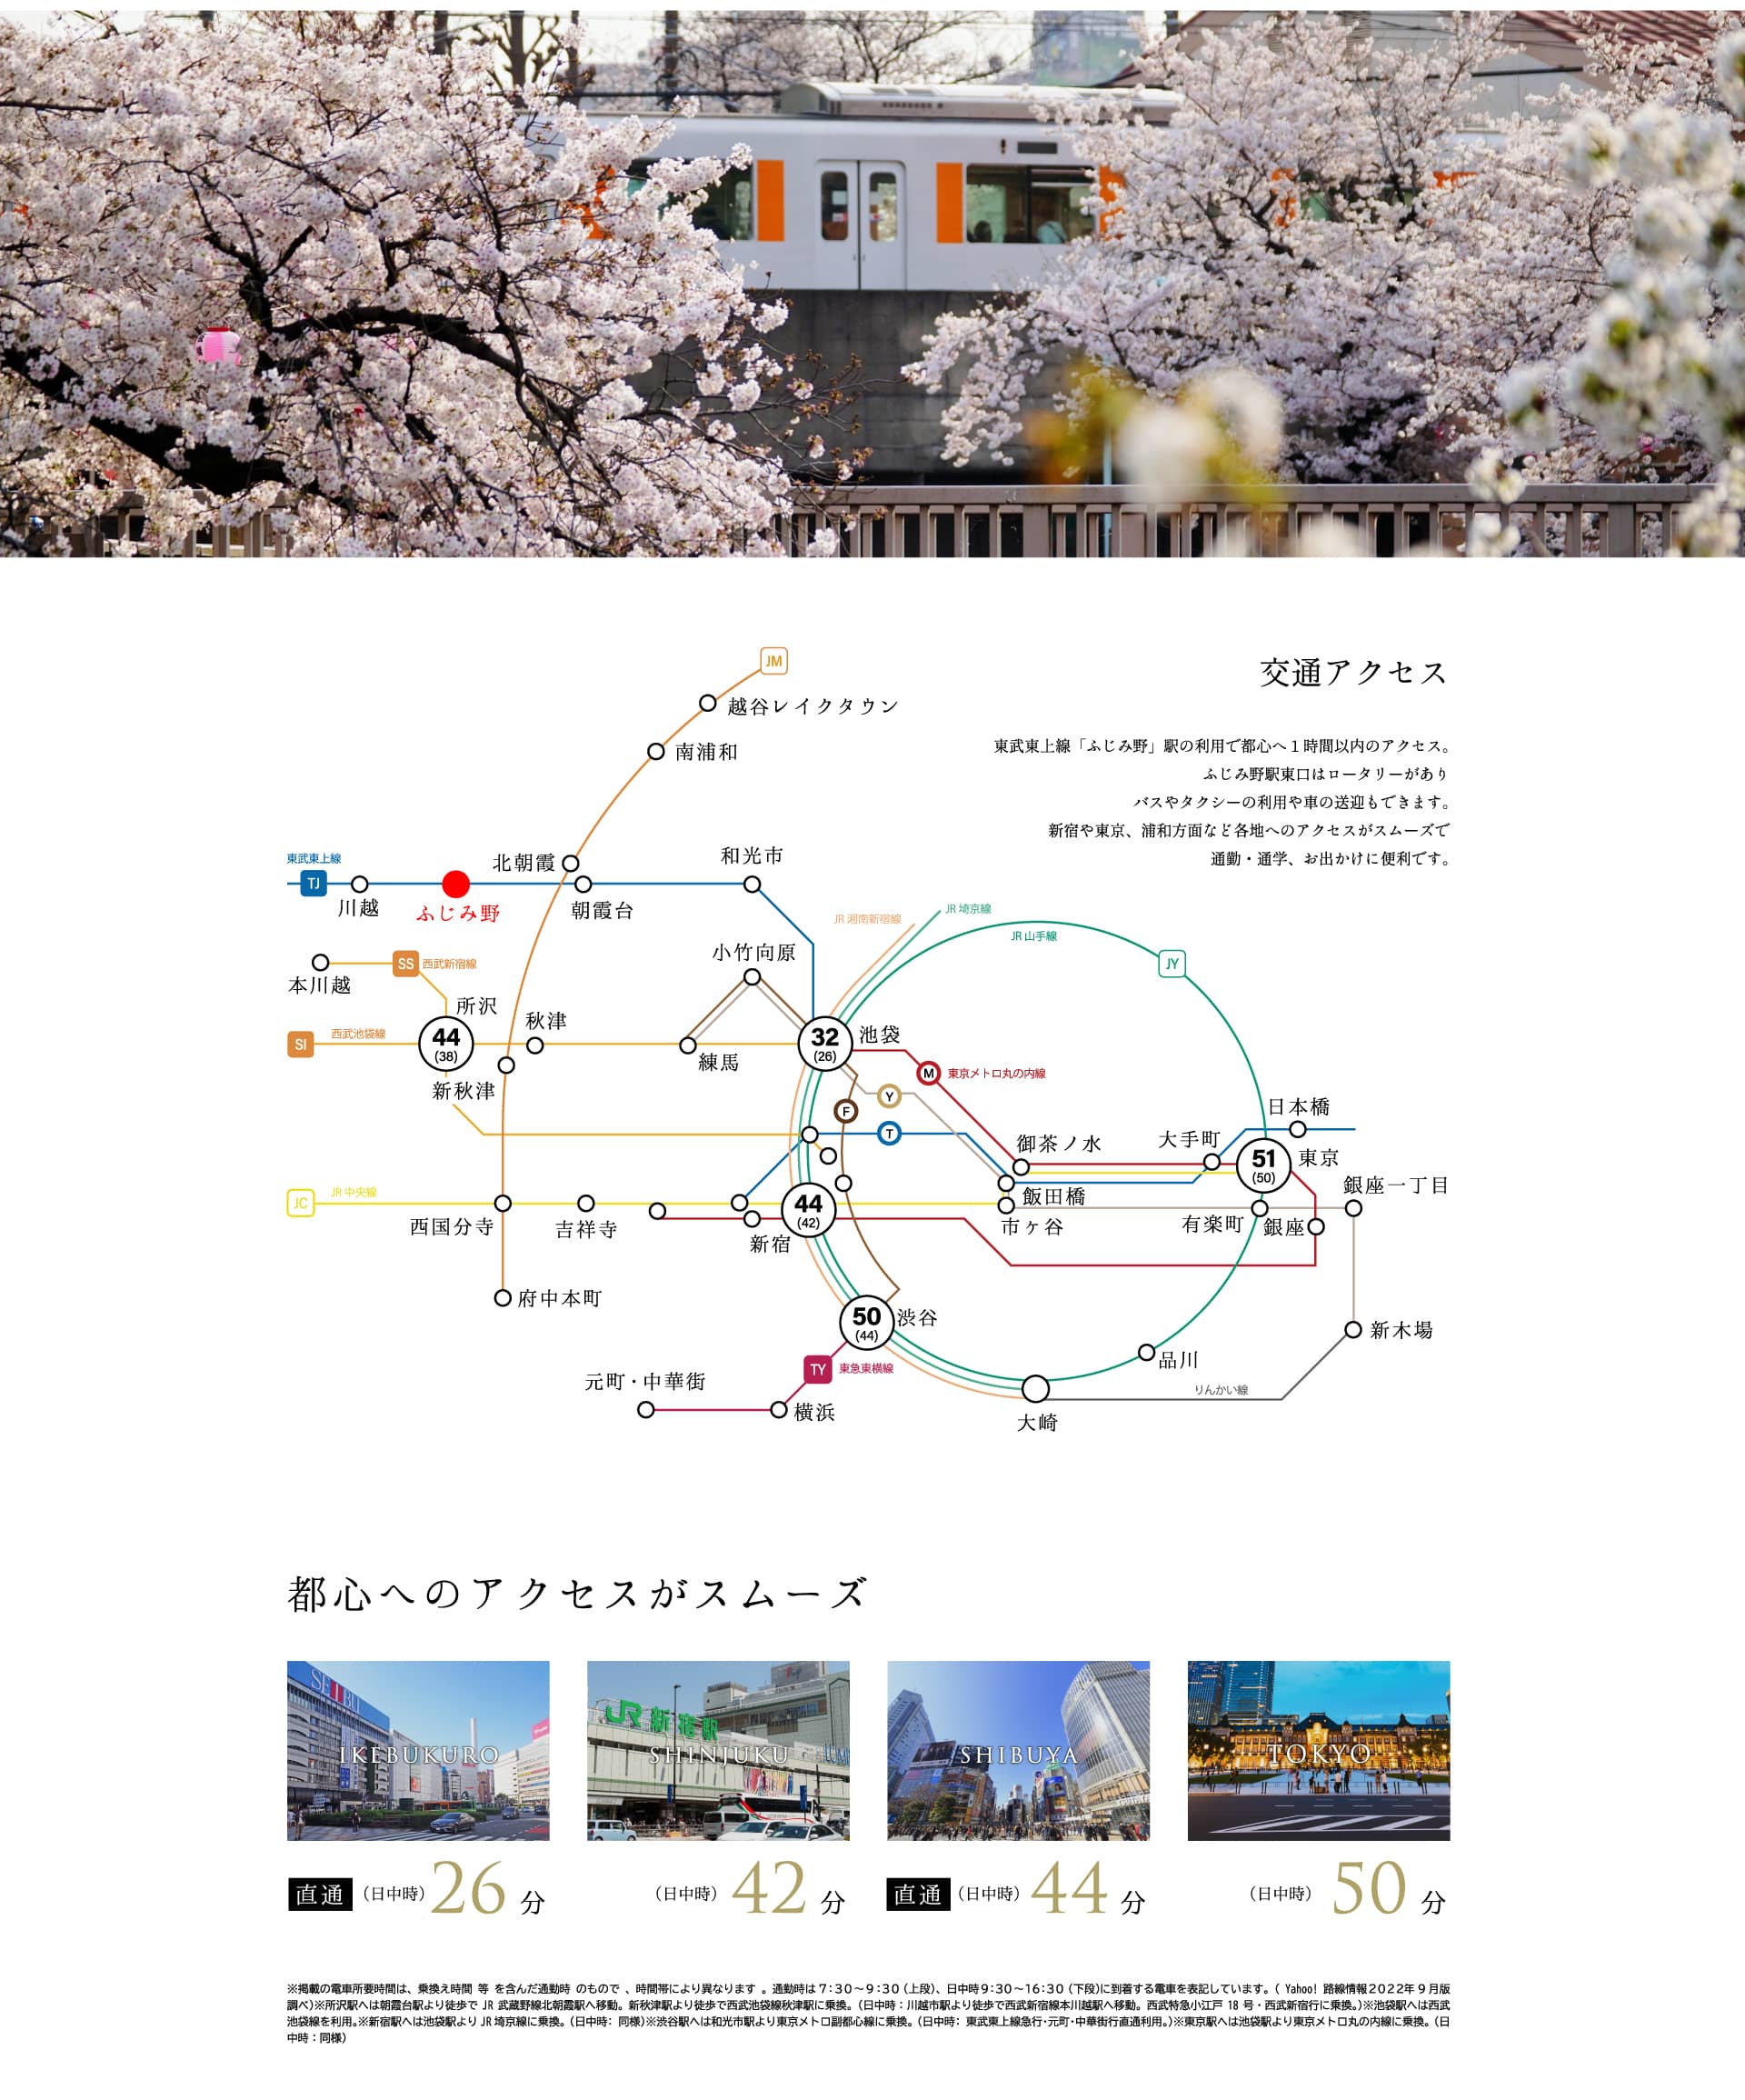 交通アクセス
東武東上線「ふじみ野」駅の利用で都心へ１時間以内のアクセス。
ふじみ野駅東口はロータリーがあり
バスやタクシーの利用や車の送迎もできます。
新宿や東京、浦和方面など各地へのアクセスがスムーズで
通勤・通学、お出かけに便利です。
JM
越谷レイクタウン
南浦和
北朝霞
和光市
東武東上線
TJ
川越
ふじみ野
朝霞台
JR 湘南新宿線
JR 埼京線
JR 山手線
JY
小竹向原
本川越
SS
西武新宿線
所沢
秋津
SI
西武池袋線
44
(38)
新秋津
練馬
32
(26)
池袋
M
東京メトロ丸の内線
Y
F
T
日本橋
御茶ノ水
大手町
51
(50)
東京
銀座一丁目
JC
JR 中央線
西国分寺
吉祥寺
新宿
44
(42)
飯田橋
市ヶ谷
有楽町
銀座
府中本町
50
(44)
渋谷
新木場
TY
東急東横線
品川
元町・中華街
横浜
りんかい線
大崎
都心へのアクセスがスムーズ
SEIBU
IKEBUKURO
JR 新宿駅
SHINJUKU
SHIBUYA
TOKYO
直通（日中時）26分
（日中時）42分
直通（日中時）44分
（日中時）50分
※掲載の電車所要時間は、乗換え時間 等 を含んだ通勤時 のもので 、時間帯により異なります 。通勤時は 7：30～9：30（上段）、日中時9：30～16：30（下段）に到着する電車を表記しています。( Yahoo! 路線情報2022年９月版
調べ)※所沢駅へは朝霞台駅より徒歩で JR 武蔵野線北朝霞駅へ移動。新秋津駅より徒歩で西武池袋線秋津駅に乗換。（日中時：川越市駅より徒歩で西武新宿線本川越駅へ移動。西武特急小江戸 18 号・西武新宿行に乗換。）※池袋駅へは西武
池袋線を利用。※新宿駅へは池袋駅より JR 埼京線に乗換。（日中時： 同様）※渋谷駅へは和光市駅より東京メトロ副都心線に乗換。（日中時： 東武東上線急行・元町・中華街行直通利用。）※東京駅へは池袋駅より東京メトロ丸の内線に乗換。（日
中時：同様）